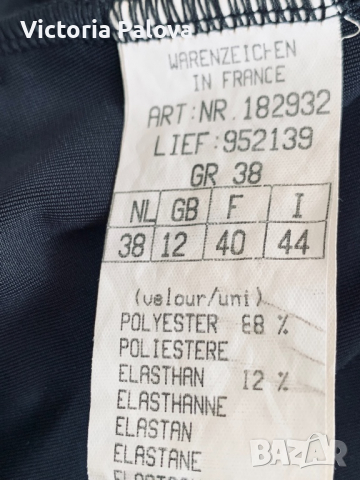 Victoria Palova
WARENZEICHEN
IN FRANCE
ART:NR.182932
LIEF:952139
GR 38
NL GB F I
38 12 40 44
(velour/uni)
POLYESTER 88 %
POLIESTERE
ELASTHAN 12 %
ELASTHANNE
ELASTAN
ELASTANE
BAZAR